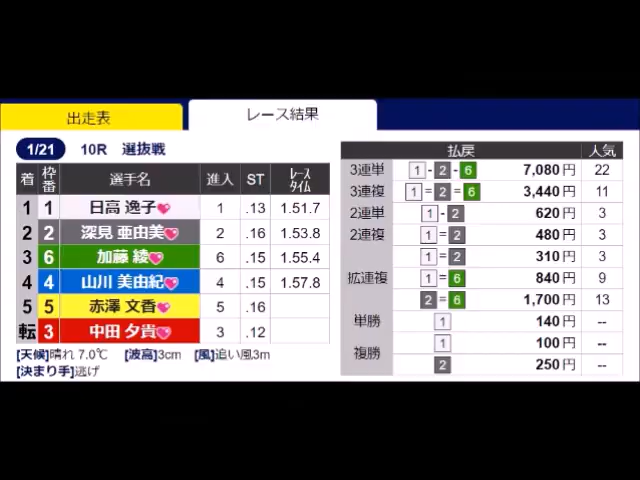 出走表
レース結果
1/21 10R 選抜戦
着 枠番 選手名 進入 ST レースタイム
1 1 日高 逸子 1 .13 1.51.7
2 2 深見 亜由美 2 .16 1.53.8
3 6 加藤 綾 6 .15 1.55.4
4 4 山川 美由紀 4 .15 1.57.8
5 5 赤澤 文香 5 .16
転 3 中田 夕貴 3 .12
[天候]晴れ 7.0℃ [波高]3cm [風]追い風3m
[決まり手]逃げ
払戻 人気
3連単 1-2-6 7,080円 22
3連複 1=2=6 3,440円 11
2連単 1-2 620円 3
2連複 1=2 480円 3
拡連複 1=2 310円 3
1=6 840円 9
2=6 1,700円 13
単勝 1 140円 --
複勝 1 100円 --
2 250円 --